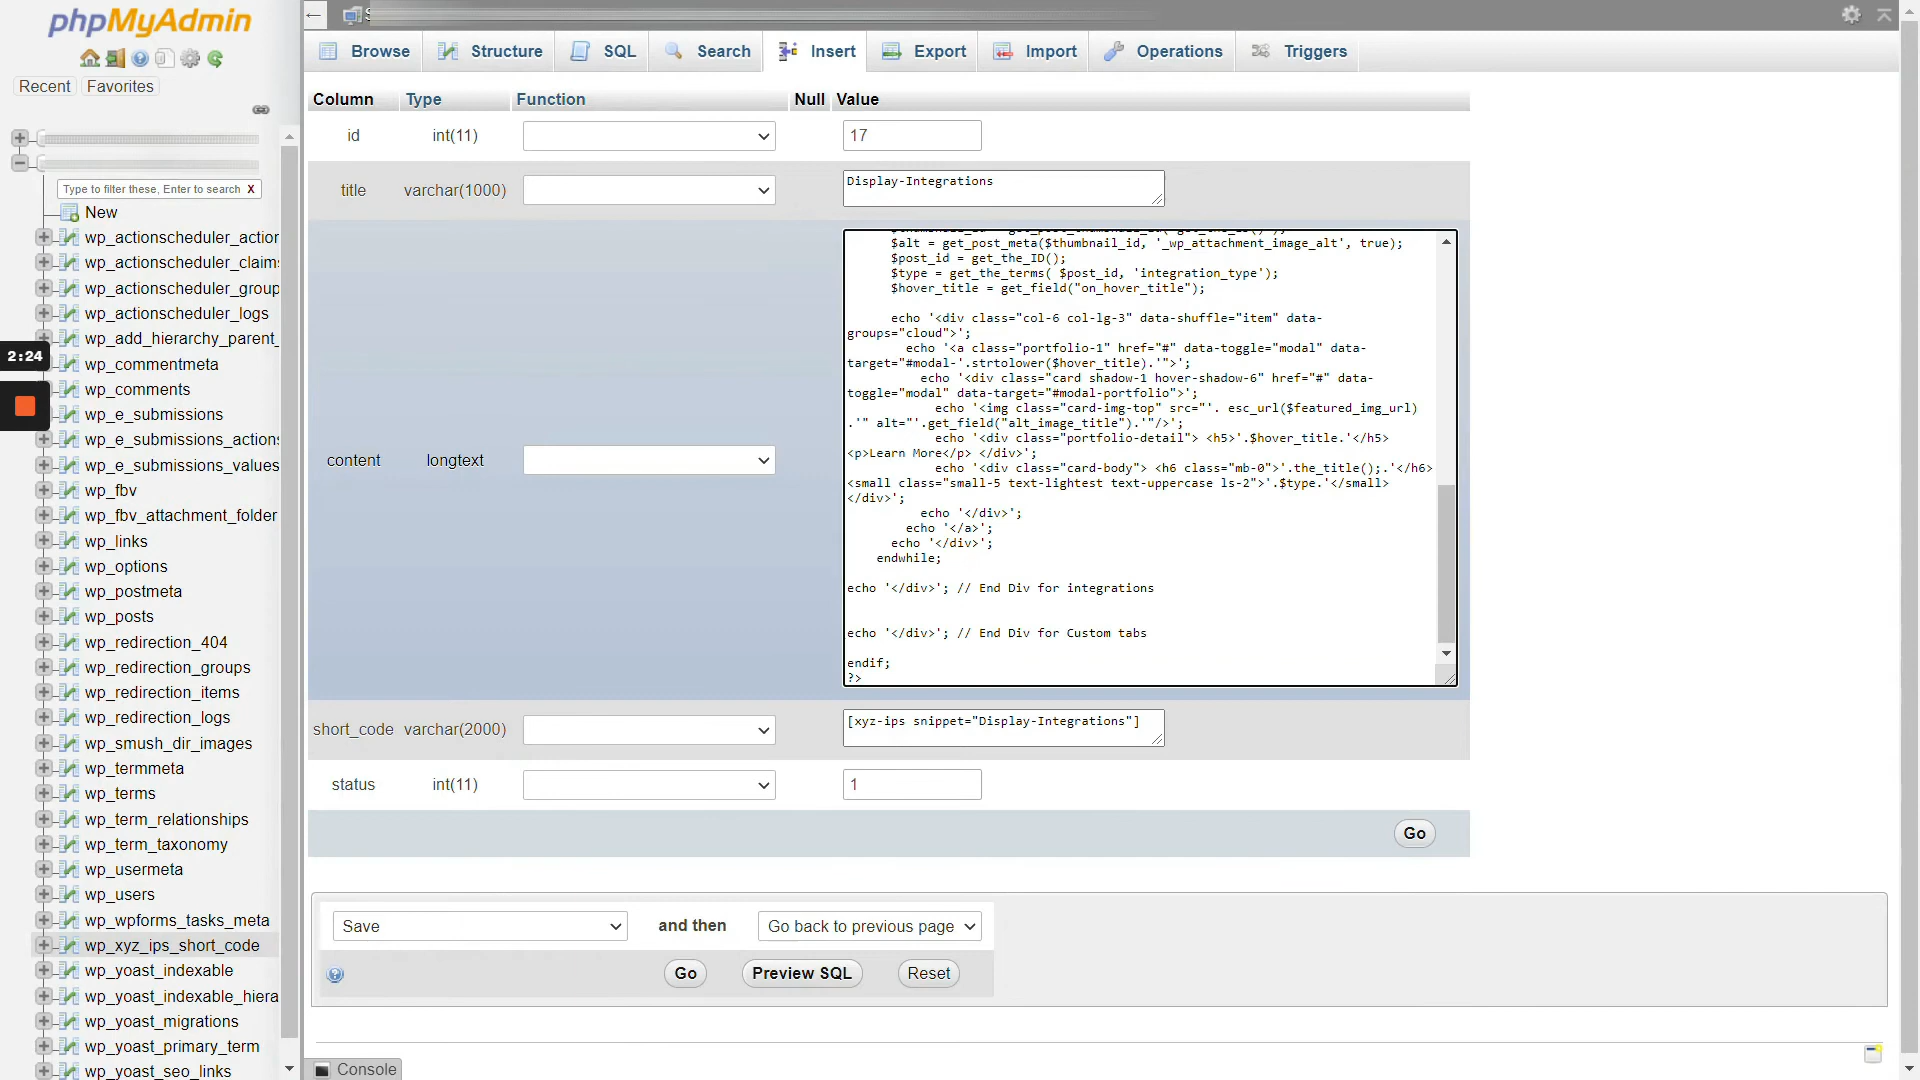 phpMyAdmin
Recent
Favorites
Type to filter these, Enter to search X
New
wp_actionscheduler_action
wp_actionscheduler_claims
wp_actionscheduler_group
wp_actionscheduler_logs
wp_add_hierarchy_parent_
wp_commentmeta
wp_comments
wp_e_submissions
wp_e_submissions_actions
wp_e_submissions_values
wp_fbv
wp_fbv_attachment_folder
wp_links
wp_options
wp_postmeta
wp_posts
wp_redirection_404
wp_redirection_groups
wp_redirection_items
wp_redirection_logs
wp_smush_dir_images
wp_termmeta
wp_terms
wp_term_relationships
wp_term_taxonomy
wp_usermeta
wp_users
wp_wpforms_tasks_meta
wp_xyz_ips_short_code
wp_yoast_indexable
wp_yoast_indexable_hiera
wp_yoast_migrations
wp_yoast_primary_term
wp_yoast_seo_links
2:24
Browse
Structure
SQL
Search
Insert
Export
Import
Operations
Triggers
Column Type Function Null Value
id int(11) 17
title varchar(1000) Display-Integrations
content longtext
$alt = get_post_meta($thumbnail_id, '_wp_attachment_image_alt', true);
$post_id = get_the_ID();
$type = get_the_terms( $post_id, 'integration_type');
$hover_title = get_field("on_hover_title");
echo '<div class="col-6 col-lg-3" data-shuffle="item" data-
groups="cloud">';
echo '<a class="portfolio-1" href="#" data-toggle="modal" data-
target="#modal-'.strtolower($hover_title).'">';
echo '<div class="card shadow-1 hover-shadow-6" href="#" data-
toggle="modal" data-target="#modal-portfolio">';
echo '<img class="card-img-top" src="'. esc_url($featured_img_url)
.'" alt="'.get_field("alt_image_title").'"/>';
echo '<div class="portfolio-detail"> <h5>'.$hover_title.'</h5>
<p>Learn More</p> </div>';
echo '<div class="card-body"> <h6 class="mb-0">'.the_title();.'</h6>
<small class="small-5 text-lightest text-uppercase ls-2">'.$type.'</small>
</div>';
echo '</div>';
echo '</a>';
echo '</div>';
endwhile;
echo '</div>'; // End Div for integrations
echo '</div>'; // End Div for Custom tabs
endif;
?>
short_code varchar(2000) [xyz-ips snippet="Display-Integrations"]
status int(11) 1
Go
Save and then Go back to previous page
Go Preview SQL Reset
Console